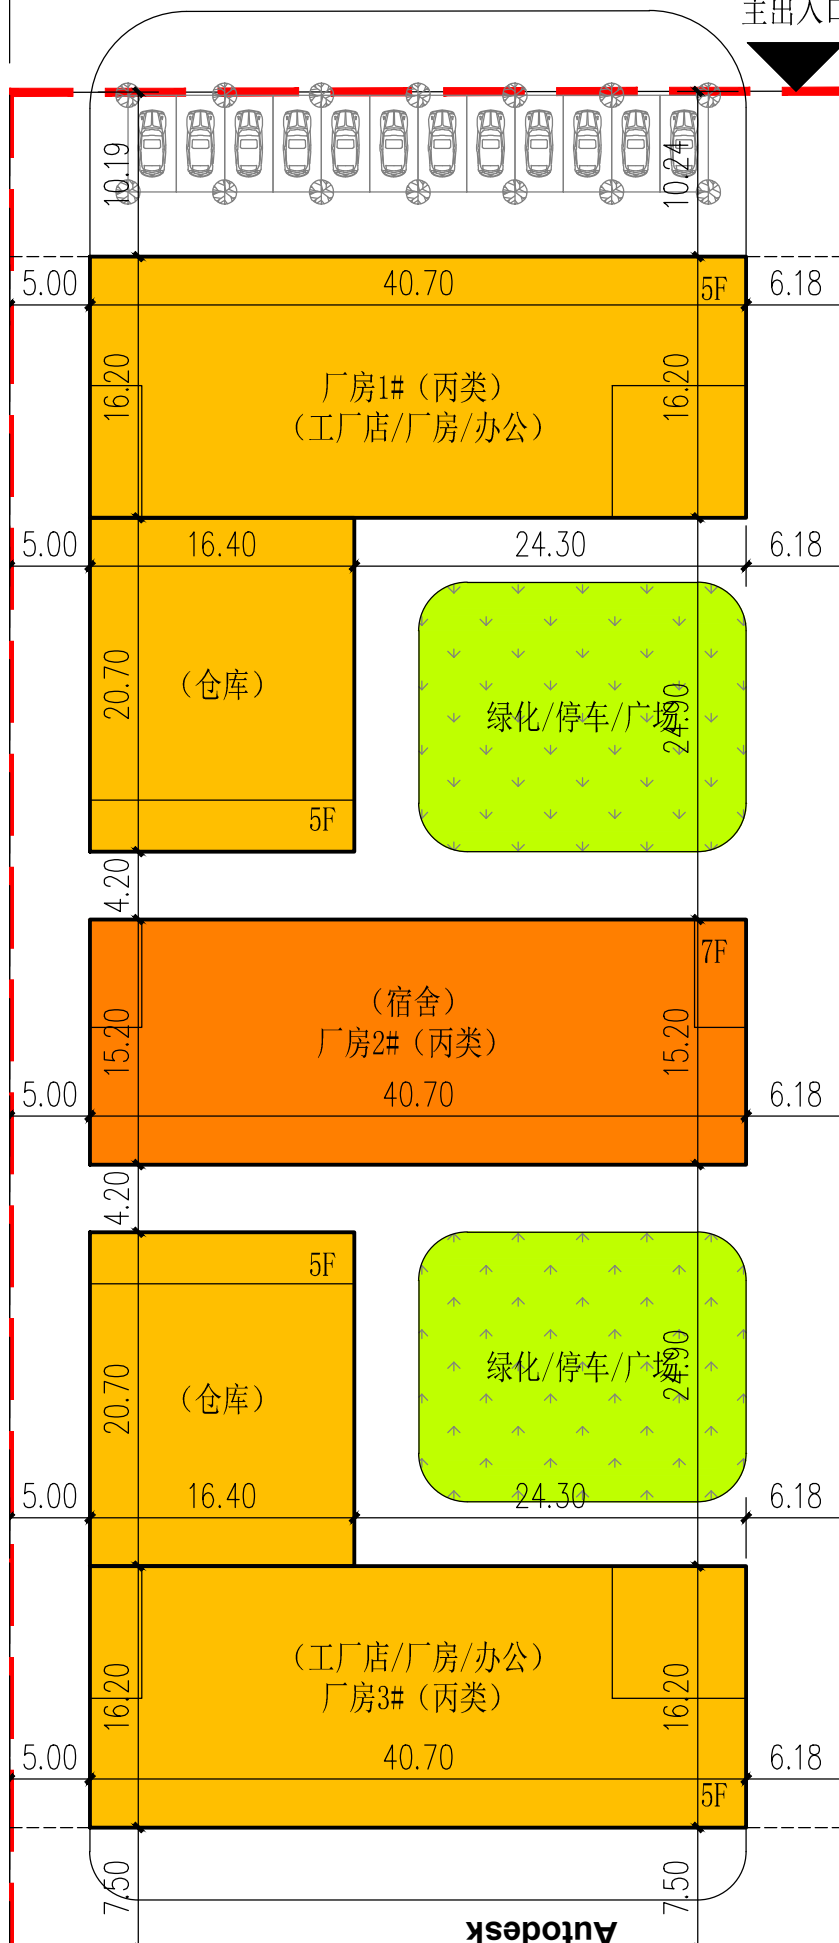 主出入口
10.19
10.24
5.00
40.70
5F
6.18
16.20
厂房1#（丙类）
16.20
（工厂店/厂房/办公）
5.00
16.40
24.30
6.18
20.70
（仓库）
绿化/停车/广场
24.90
5F
4.20
7F
（宿舍）
15.20
厂房2#（丙类）
15.20
5.00
40.70
6.18
4.20
5F
绿化/停车/广场
24.90
20.70
（仓库）
5.00
16.40
24.30
6.18
（工厂店/厂房/办公）
16.20
厂房3#（丙类）
16.20
5.00
40.70
6.18
5F
7.50
7.50
Autodesk